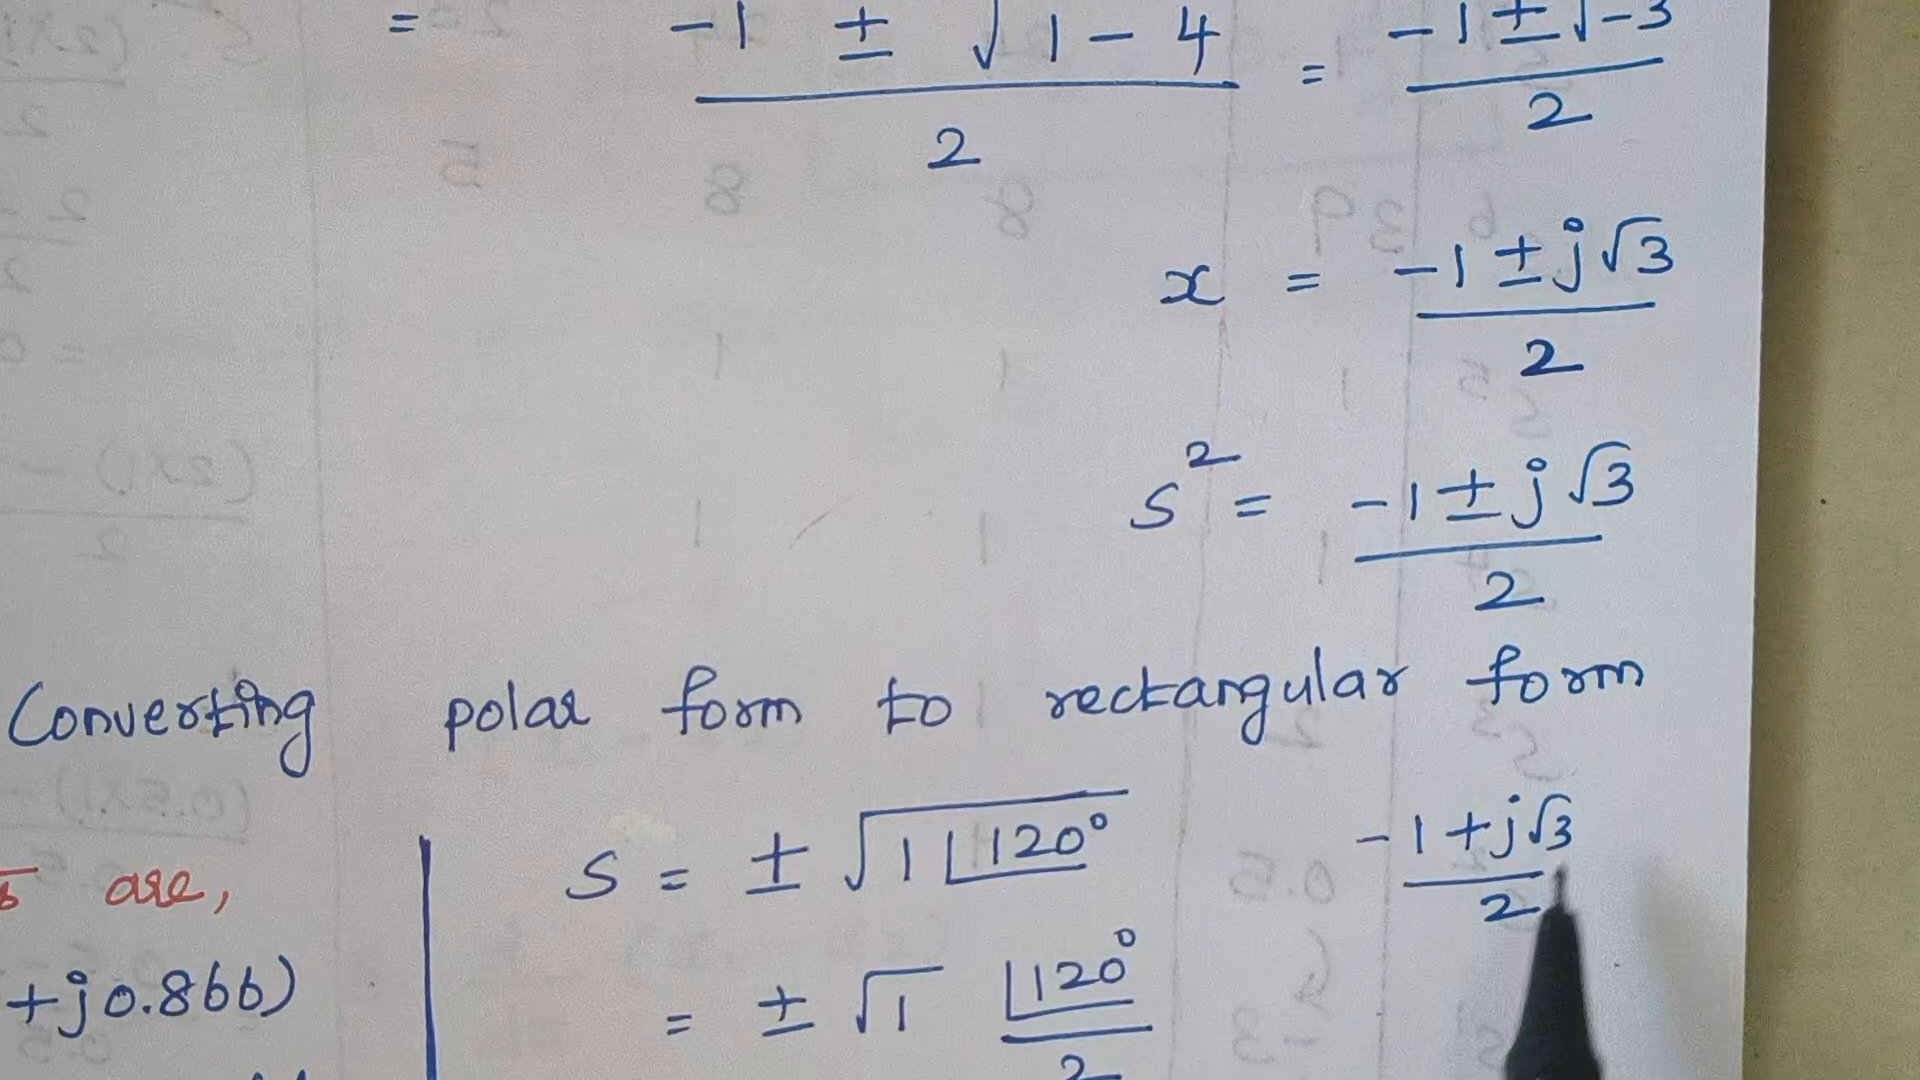 = -1 ± √1-4 / 2 = -1 ± √-3 / 2
x = -1 ± j√3 / 2
s² = -1 ± j√3 / 2
Converting polar form to rectangular form
s = ± √1∠120° -1 + j√3 / 2
= ± √1 ∠120° / 2
are,
+j0.866)